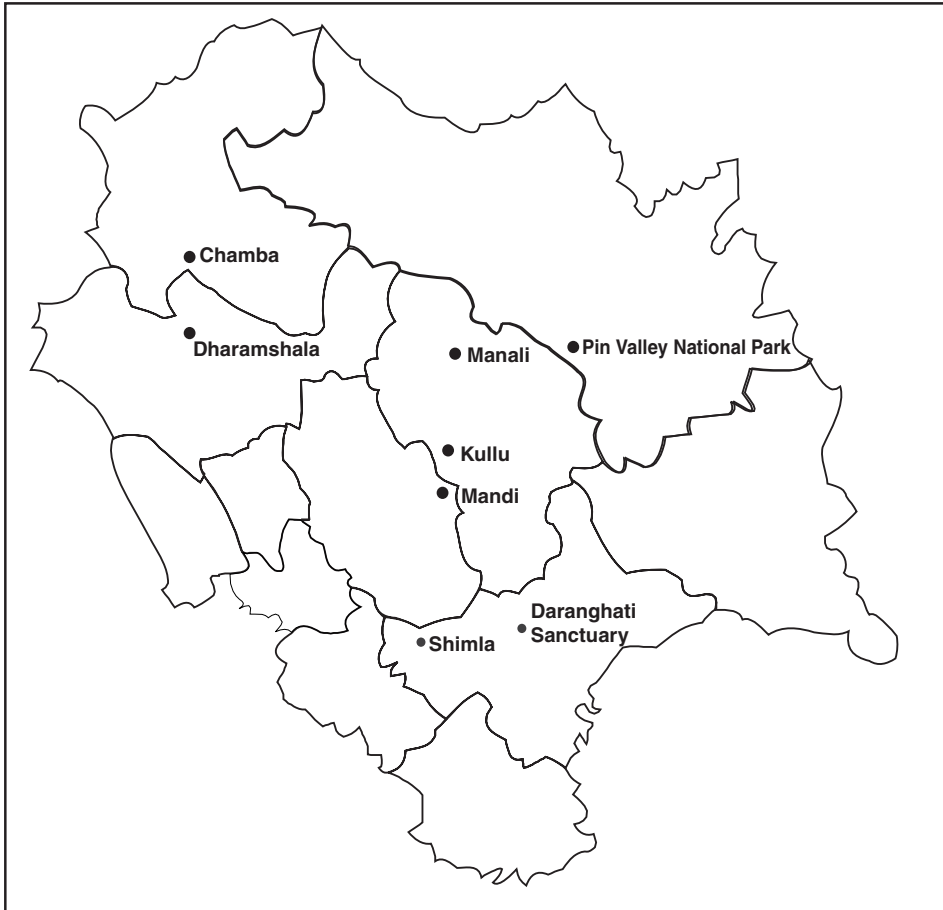 Chamba
Dharamshala
Manali
Pin Valley National Park
Kullu
Mandi
Daranghati
Sanctuary
Shimla